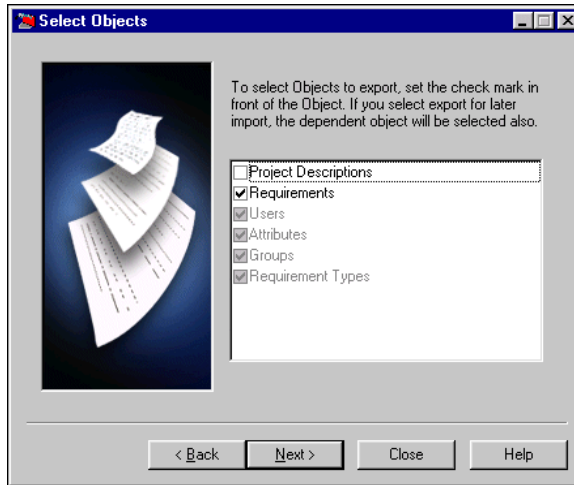 Select Objects
To select Objects to export, set the check mark in
front of the Object. If you select export for later
import, the dependent object will be selected also.
Project Descriptions
Requirements
Users
Attributes
Groups
Requirement Types
< Back
Next >
Close
Help